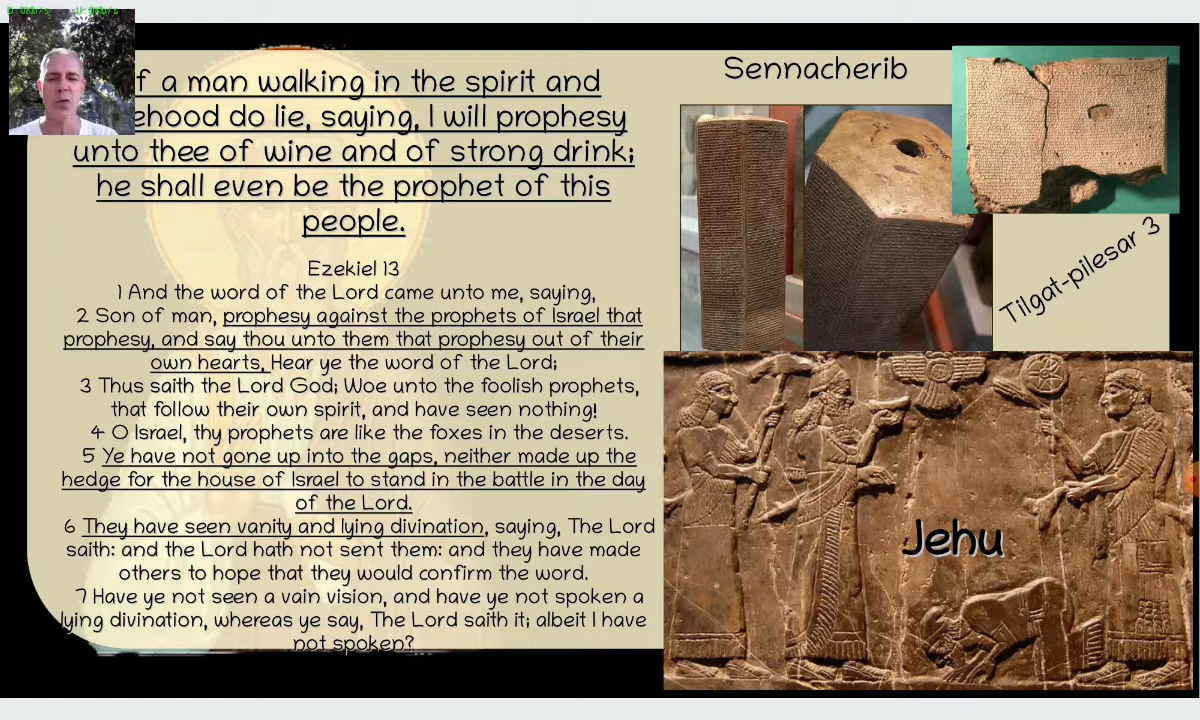 f a man walking in the spirit and
ehood do lie, saying, I will prophesy
unto thee of wine and of strong drink;
he shall even be the prophet of this
people.
Ezekiel 13
1 And the word of the Lord came unto me, saying,
2 Son of man, prophesy against the prophets of Israel that
prophesy, and say thou unto them that prophesy out of their
own hearts, Hear ye the word of the Lord;
3 Thus saith the Lord God; Woe unto the foolish prophets,
that follow their own spirit, and have seen nothing!
4 O Israel, thy prophets are like the foxes in the deserts.
5 Ye have not gone up into the gaps, neither made up the
hedge for the house of Israel to stand in the battle in the day
of the Lord.
6 They have seen vanity and lying divination, saying, The Lord
saith: and the Lord hath not sent them: and they have made
others to hope that they would confirm the word.
7 Have ye not seen a vain vision, and have ye not spoken a
lying divination, whereas ye say, The Lord saith it; albeit I have
not spoken?
Sennacherib
Tilgat-pilesar 3
Jehu